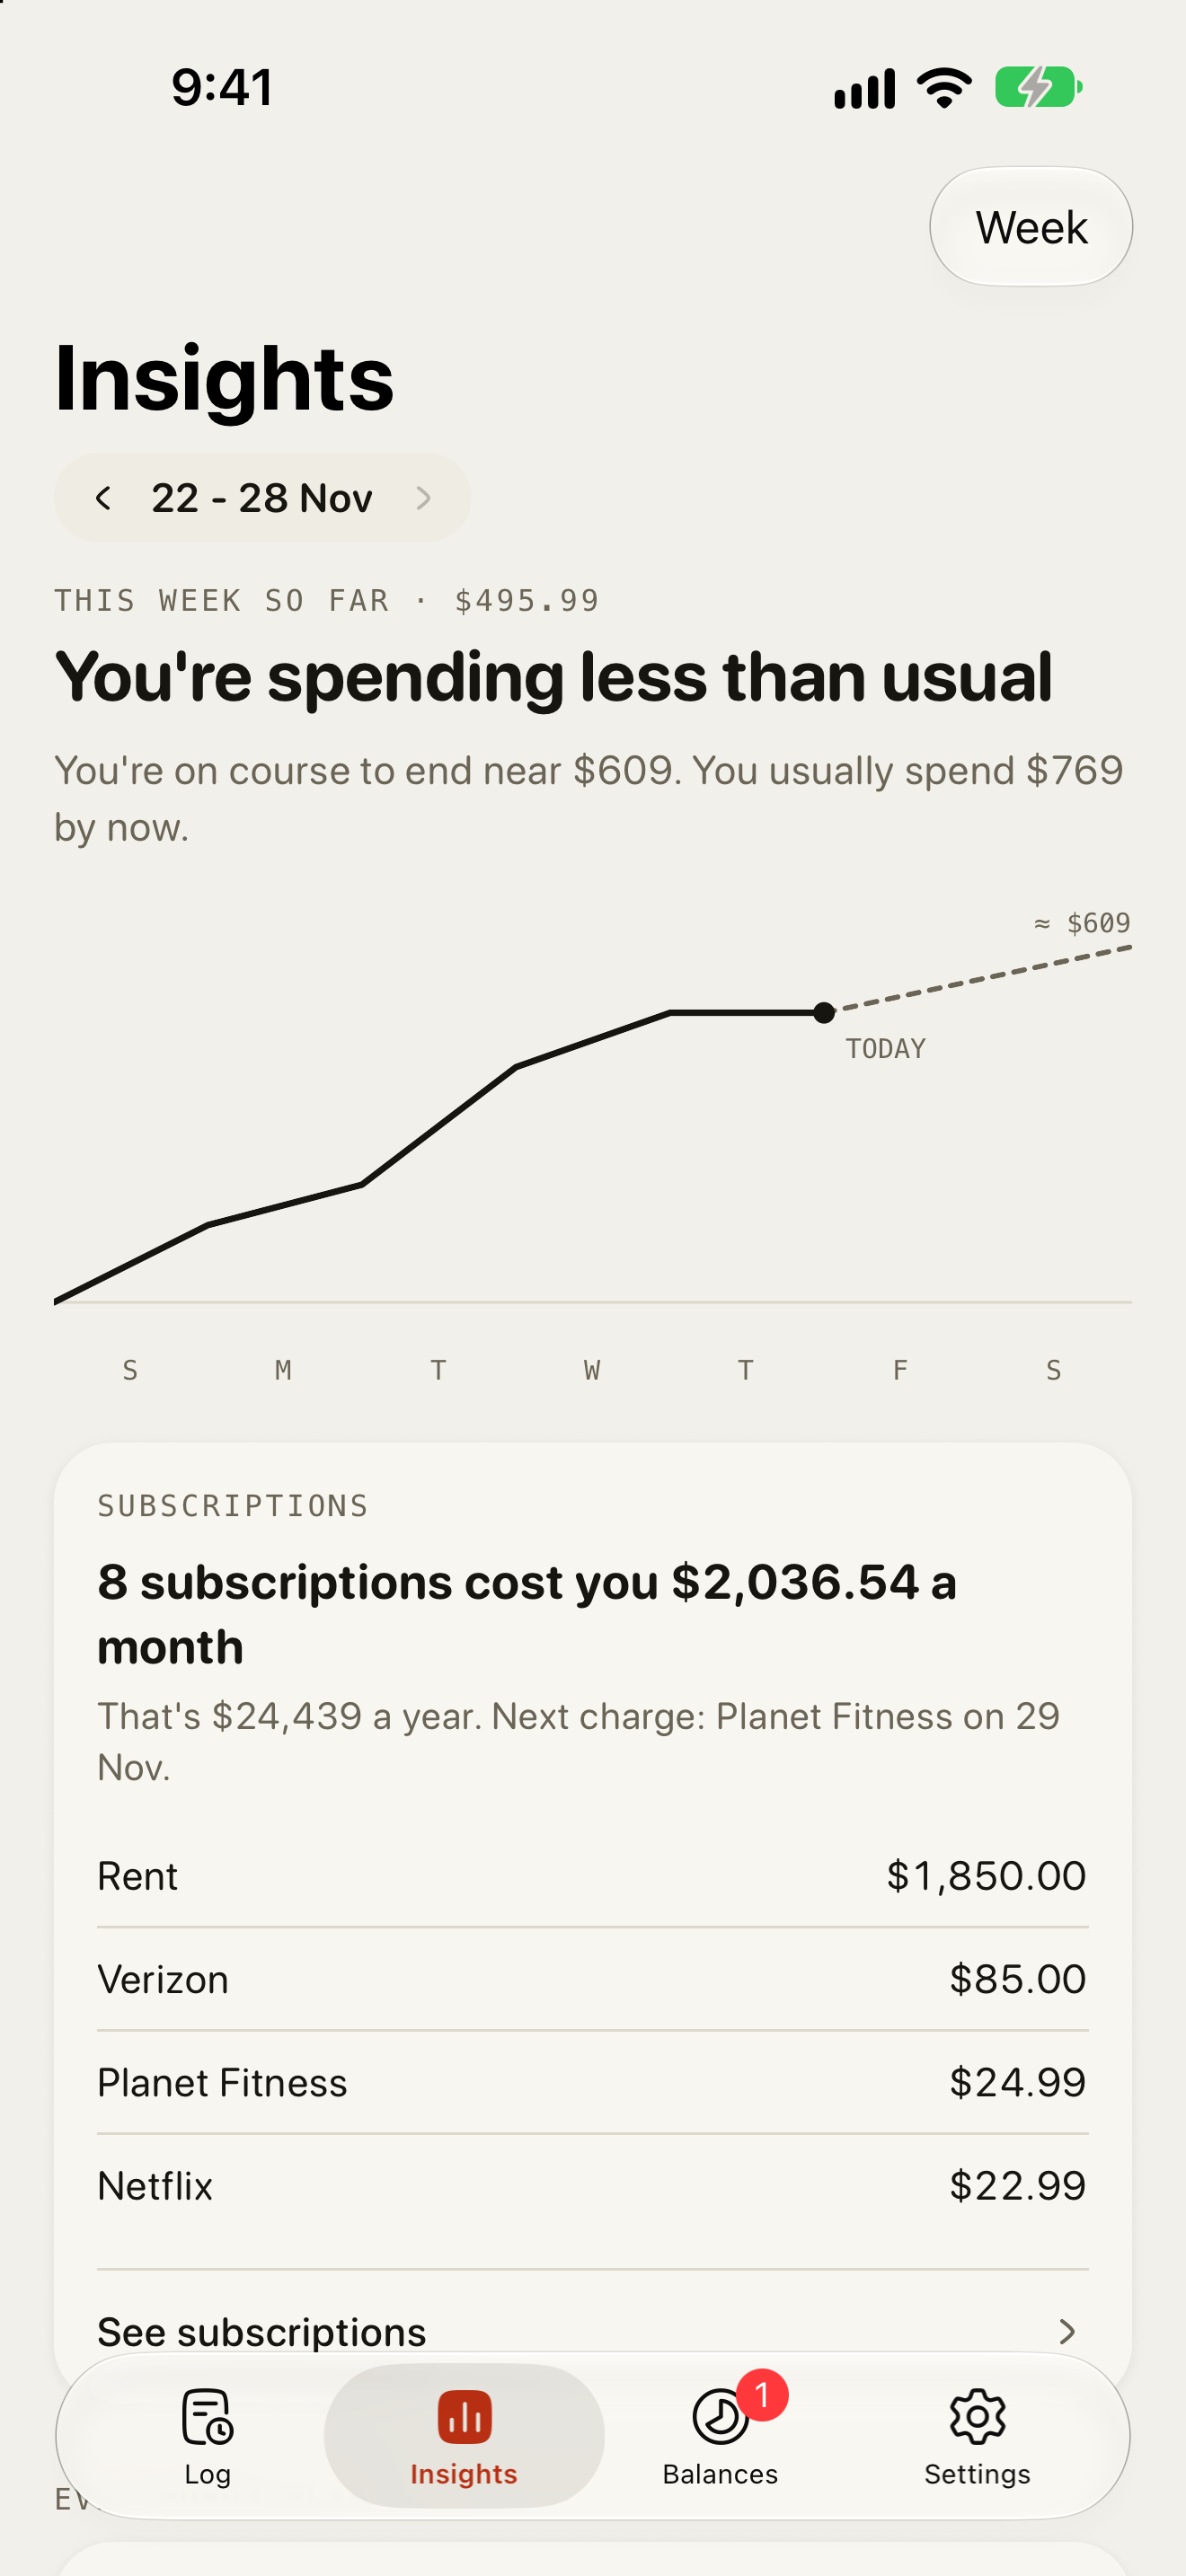 9:41
Week
Insights
22 - 28 Nov
THIS WEEK SO FAR · $495.99
You're spending less than usual
You're on course to end near $609. You usually spend $769
by now.
≈ $609
TODAY
S M T W T F S
SUBSCRIPTIONS
8 subscriptions cost you $2,036.54 a
month
That's $24,439 a year. Next charge: Planet Fitness on 29
Nov.
Rent $1,850.00
Verizon $85.00
Planet Fitness $24.99
Netflix $22.99
See subscriptions
1
Log Insights Balances Settings